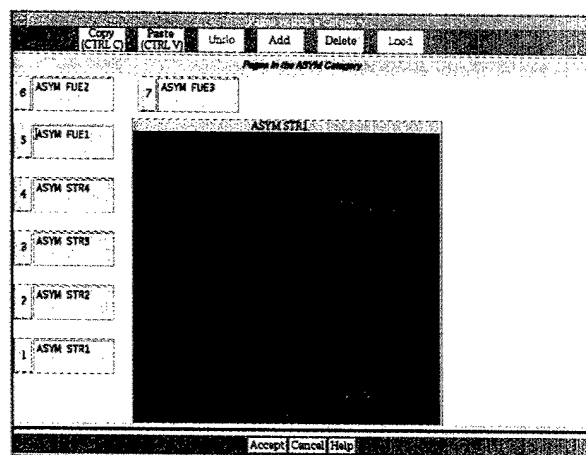 Copy (CTRL C) Paste (CTRL V) Undo Add Delete Load
Pages in the ASYM Category
6 ASYM FUE2 7 ASYM FUE3
5 ASYM FUE1
ASYM STR1
4 ASYM STR4
3 ASYM STR3
2 ASYM STR2
1 ASYM STR1
Accept Cancel Help